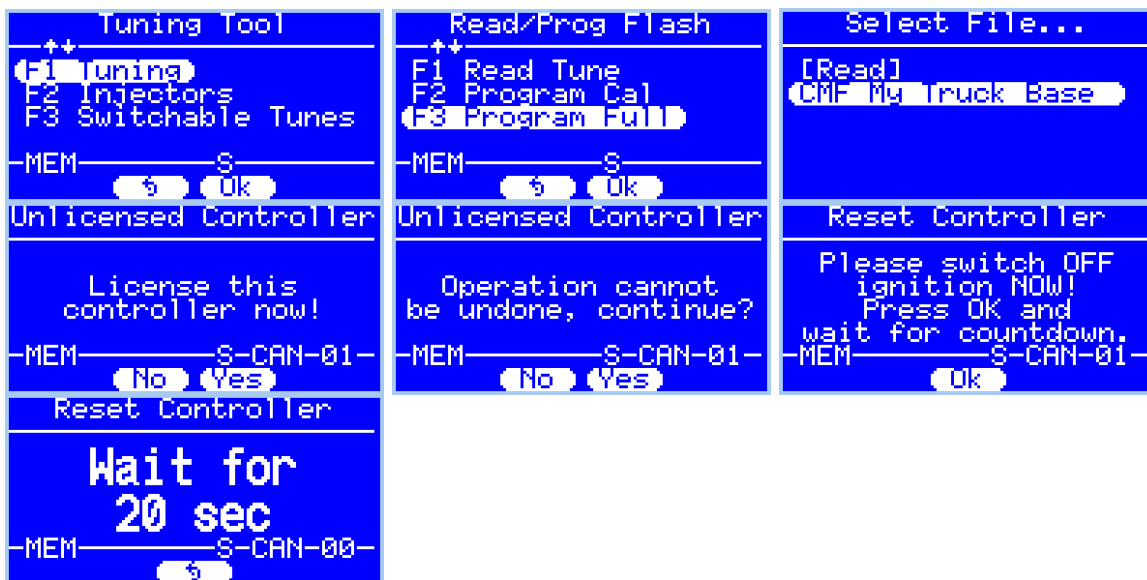 Tuning Tool
F1 Tuning
F2 Injectors
F3 Switchable Tunes
MEM S
Ok
Read/Prog Flash
F1 Read Tune
F2 Program Cal
F3 Program Full
MEM S
Ok
Select File...
[Read]
CMF My Truck Base
Unlicensed Controller
License this
controller now!
MEM S-CAN-01
No Yes
Unlicensed Controller
Operation cannot
be undone, continue?
MEM S-CAN-01
No Yes
Reset Controller
Please switch OFF
ignition NOW!
Press OK and
wait for countdown.
MEM S-CAN-01
Ok
Reset Controller
Wait for
20 sec
MEM S-CAN-00